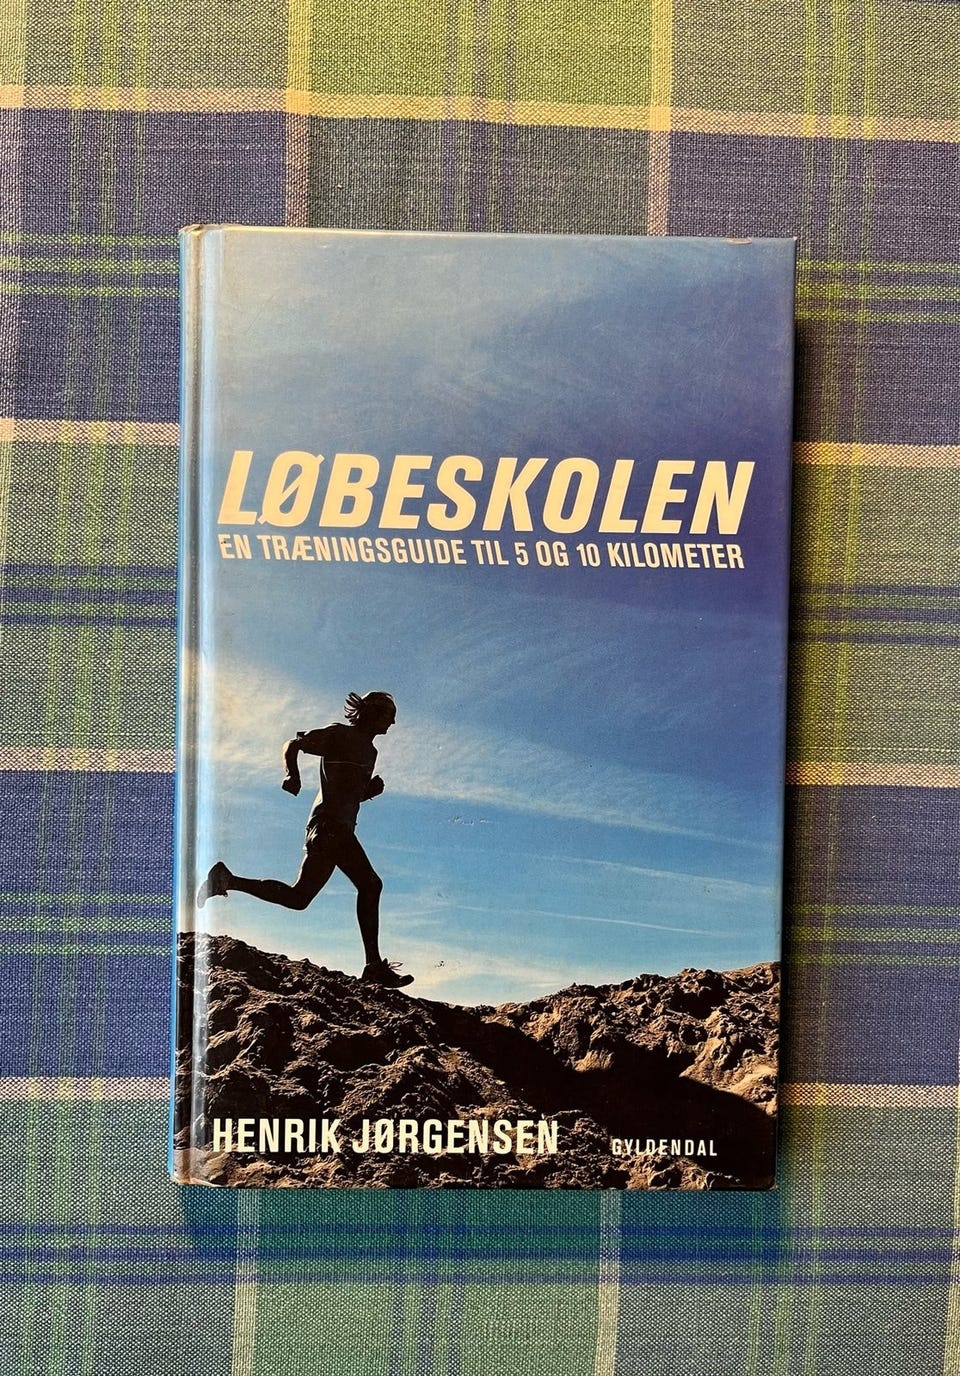 LØBESKOLEN
EN TRÆNINGSGUIDE TIL 5 OG 10 KILOMETER
HENRIK JØRGENSEN
GYLDENDAL